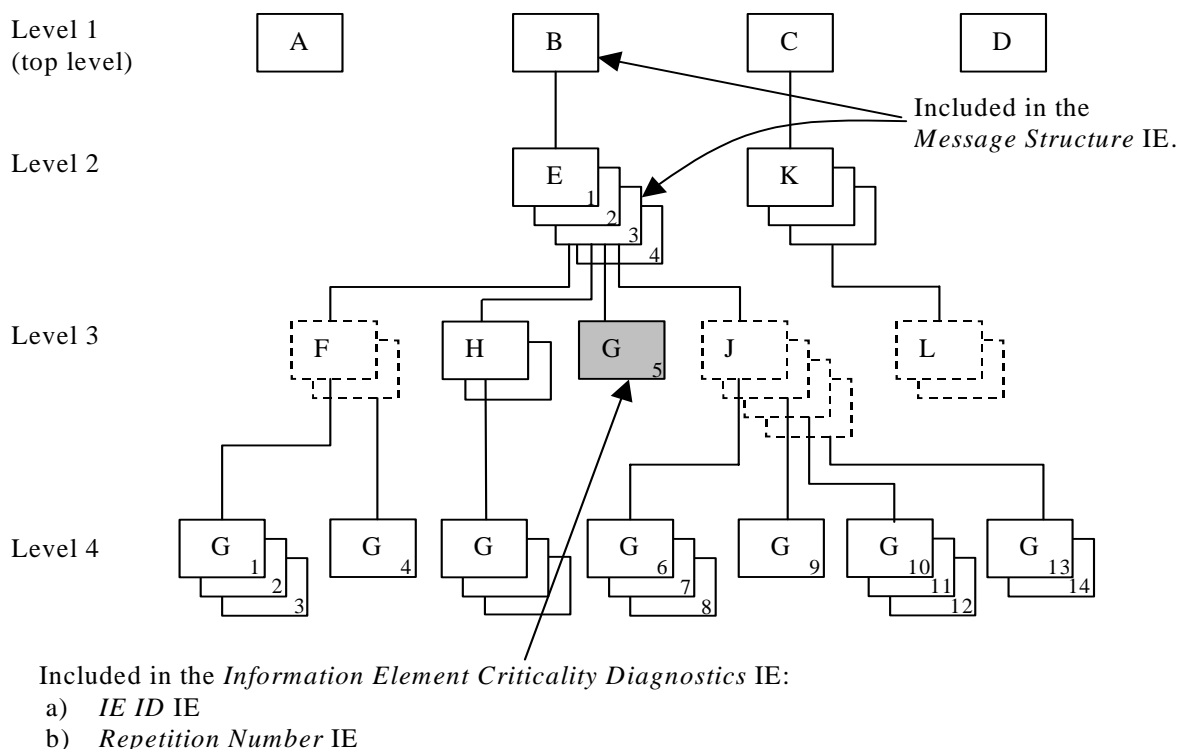 Level 1
(top level)
A
B
C
D
Included in the
Message Structure IE.
Level 2
E
1
2
3
4
K
Level 3
F
H
G
5
J
L
Level 4
G
1
2
3
G
4
G
G
6
7
8
G
9
G
10
11
12
G
13
14
Included in the Information Element Criticality Diagnostics IE:
a) IE ID IE
b) Repetition Number IE